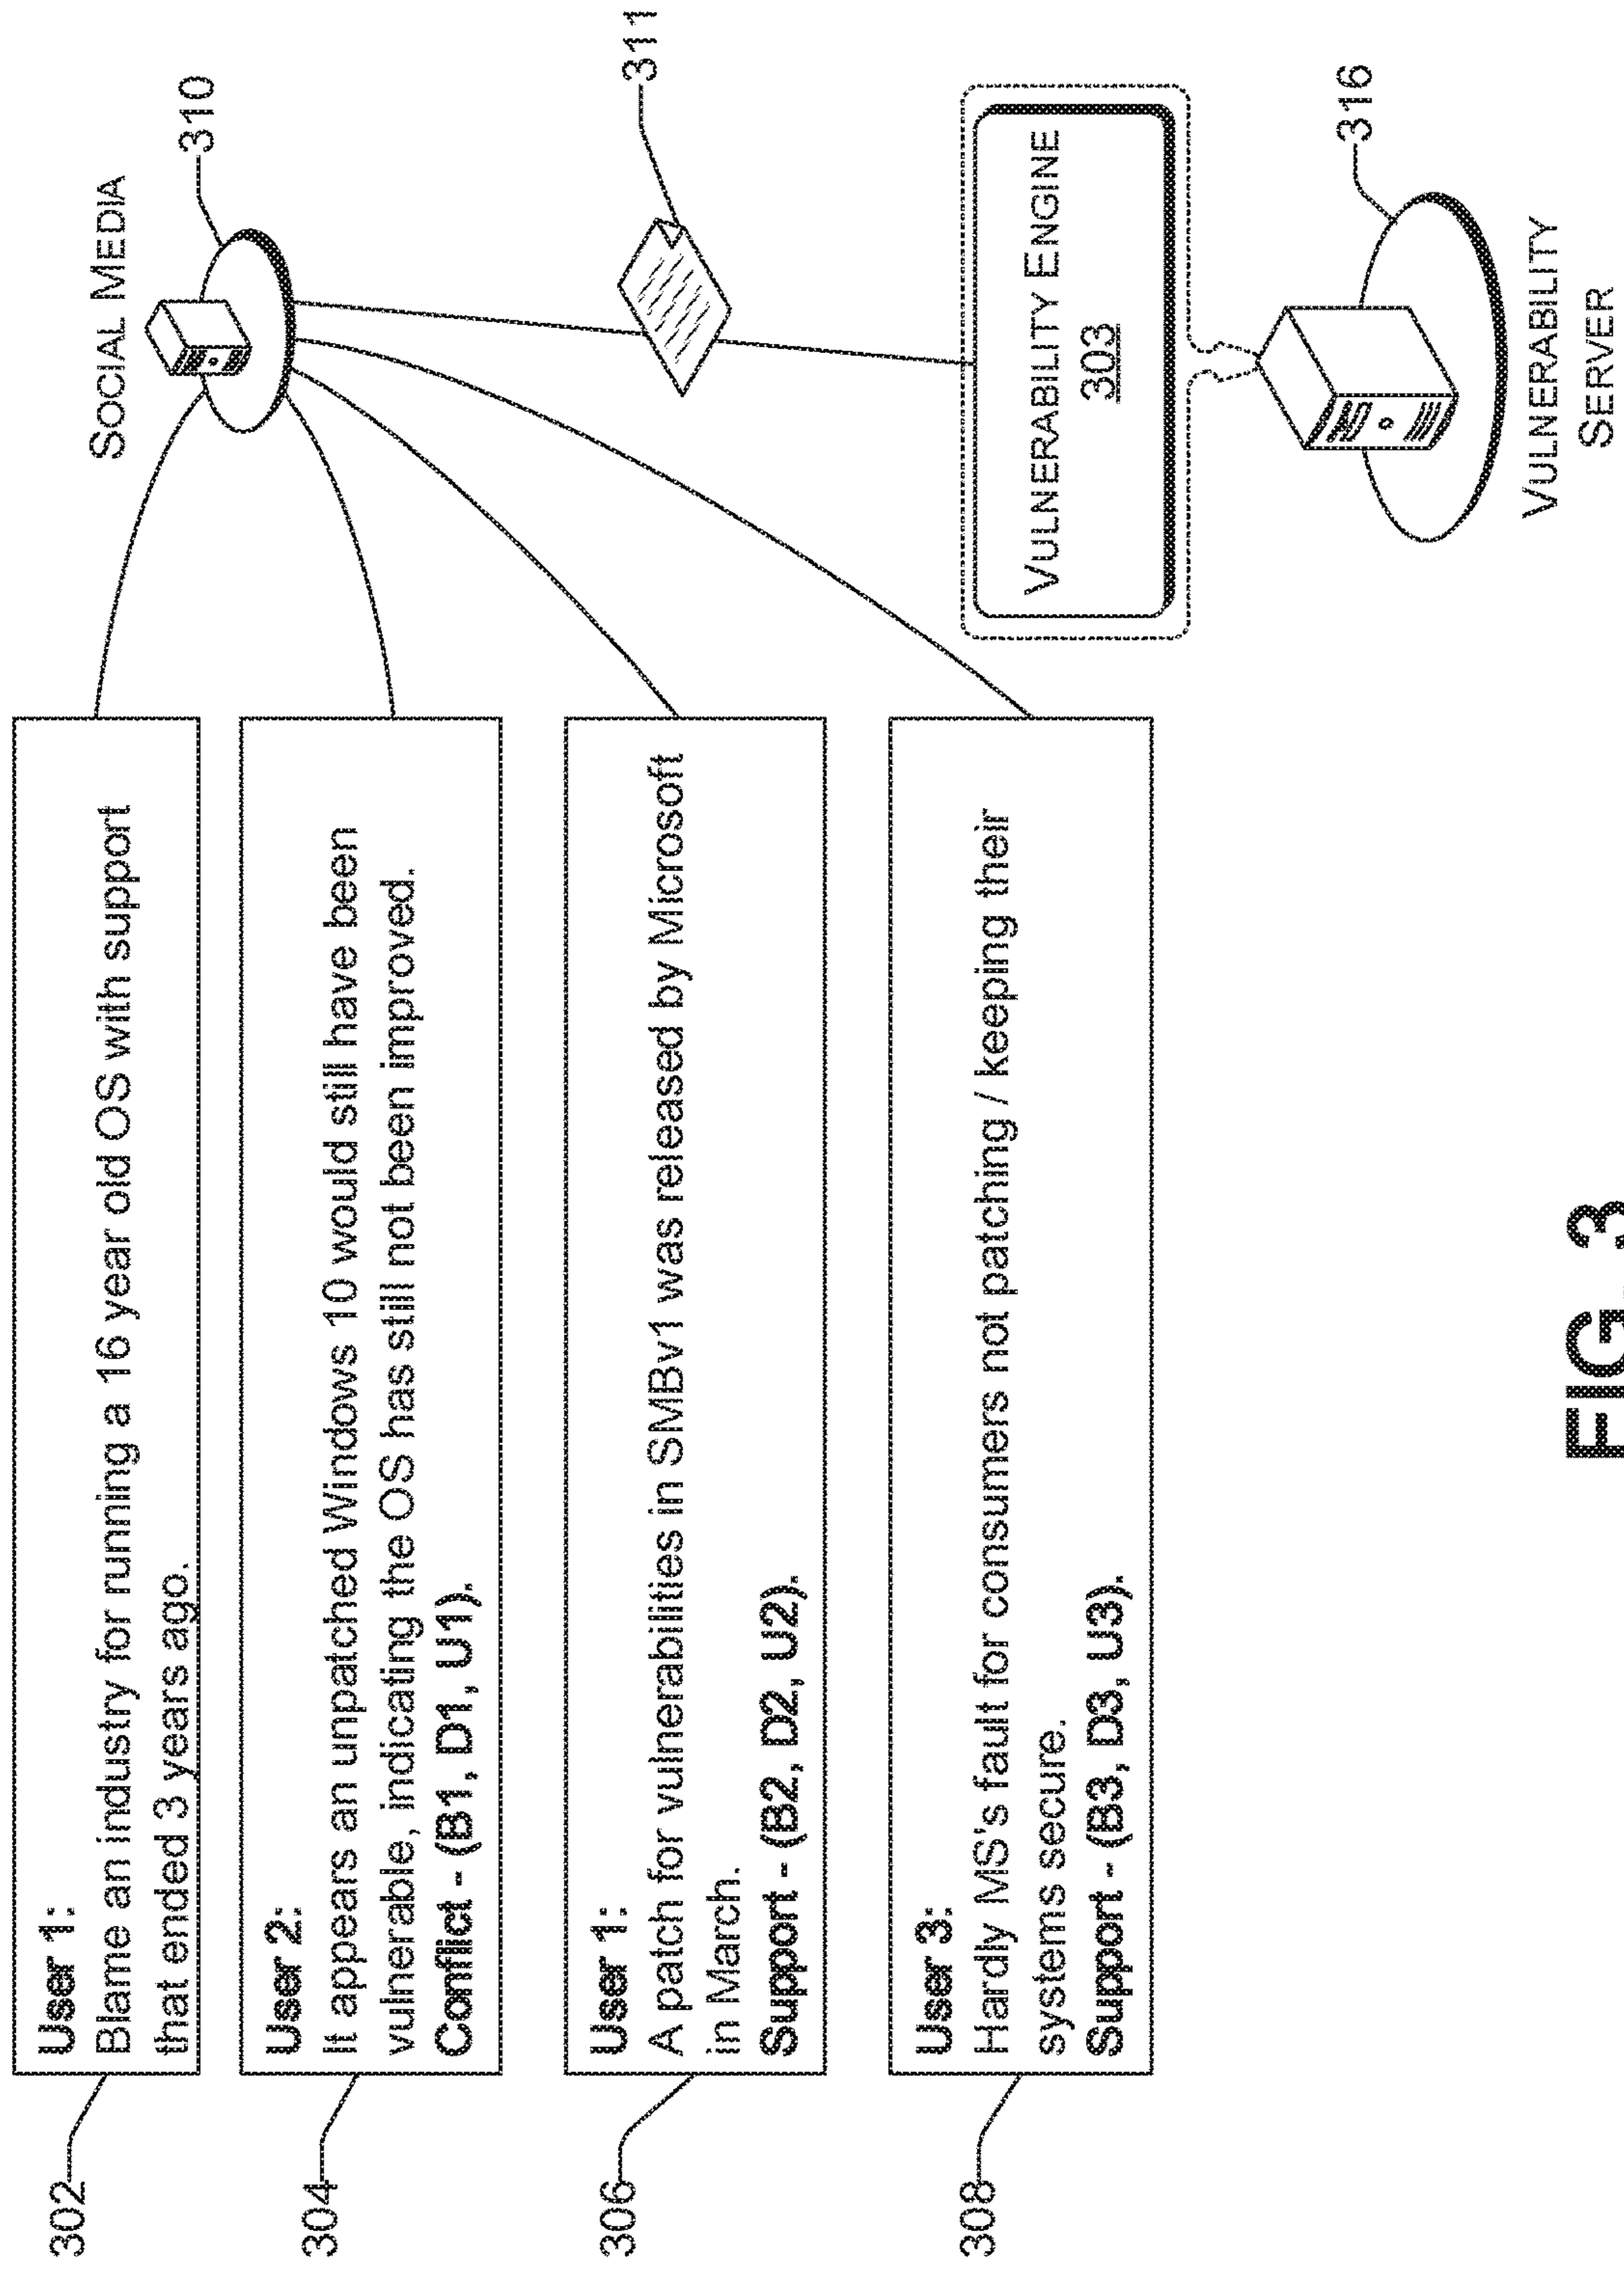 302
User 1:
Blame an industry for running a 16 year old OS with support
that ended 3 years ago.
304
User 2:
It appears an unpatched Windows 10 would still have been
vulnerable, indicating the OS has still not been improved.
Conflict - (B1, D1, U1).
306
User 1:
A patch for vulnerabilities in SMBv1 was released by Microsoft
in March.
Support - (B2, D2, U2).
308
User 3:
Hardly MS's fault for consumers not patching / keeping their
systems secure.
Support - (B3, D3, U3).
SOCIAL MEDIA
310
311
VULNERABILITY ENGINE
303
316
VULNERABILITY
SERVER
FIG. 3